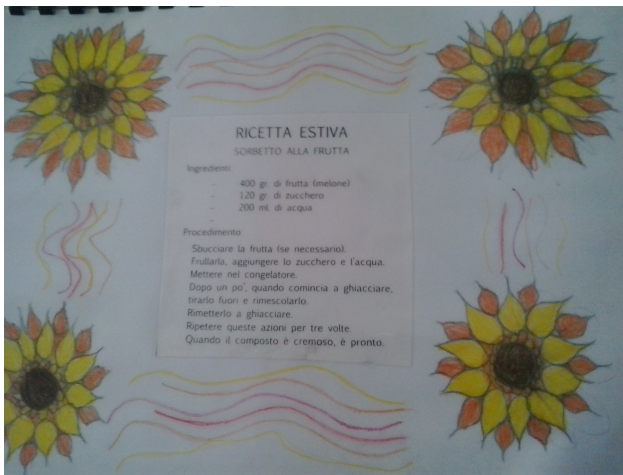 RICETTA ESTIVA
SORBETTO ALLA FRUTTA
Ingredienti:
- 400 gr. di frutta (melone)
- 120 gr. di zucchero
- 200 ml. di acqua
-
Procedimento
Sbucciare la frutta (se necessario).
Frullarla, aggiungere lo zucchero e l'acqua.
Mettere nel congelatore.
Dopo un po', quando comincia a ghiacciare,
tirarlo fuori e rimescolarlo.
Rimetterlo a ghiacciare.
Ripetere queste azioni per tre volte.
Quando il composto è cremoso, è pronto.